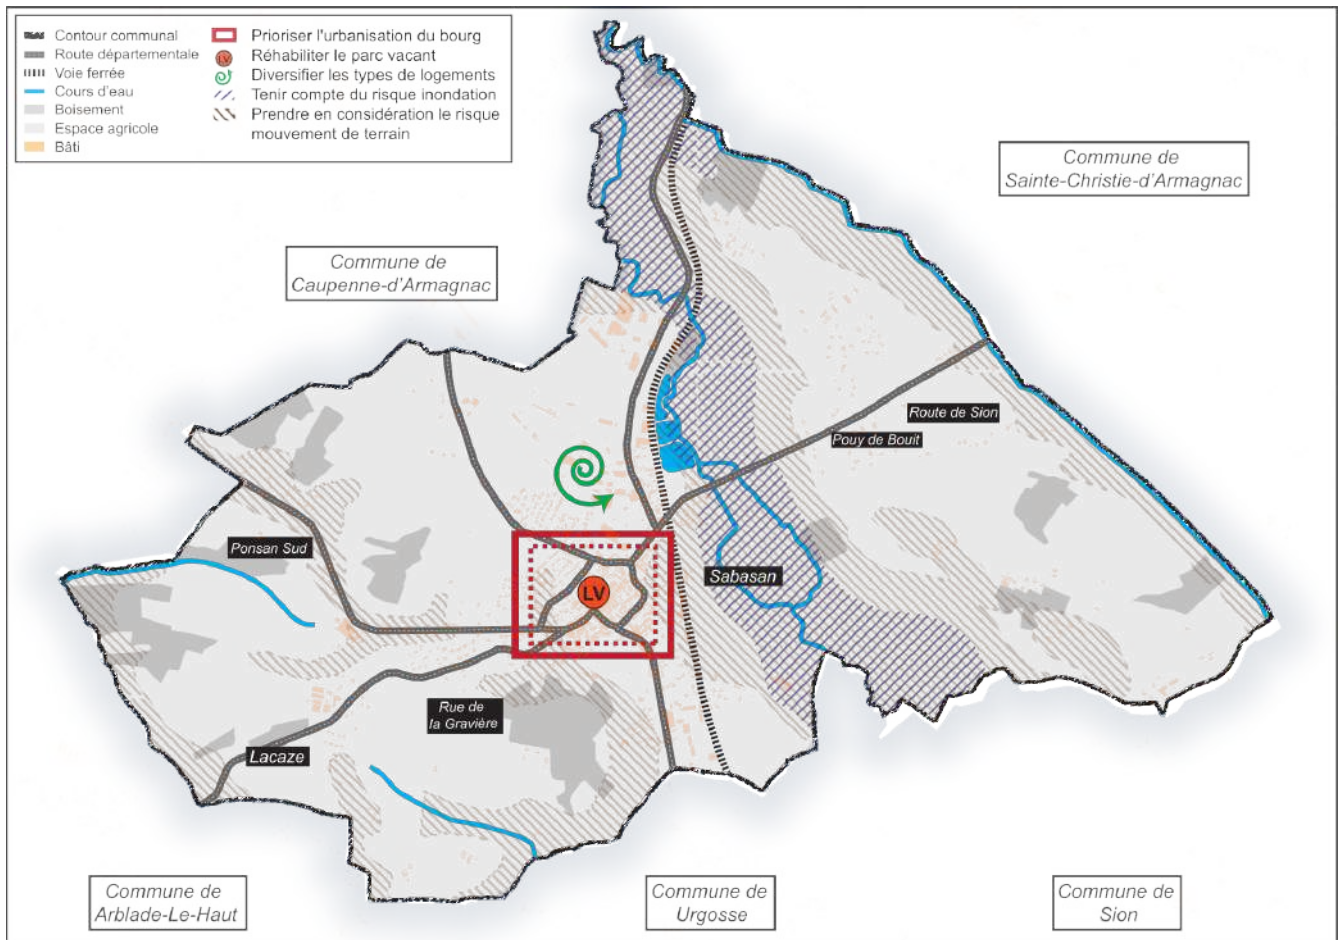 Contour communal
Route départementale
Voie ferrée
Cours d'eau
Boisement
Espace agricole
Bâti
Prioriser l'urbanisation du bourg
LV
Réhabiliter le parc vacant
Diversifier les types de logements
Tenir compte du risque inondation
Prendre en considération le risque
mouvement de terrain
Commune de
Sainte-Christie-d'Armagnac
Commune de
Caupenne-d'Armagnac
Route de Sion
Pouy de Bouit
Ponsan Sud
Sabasan
LV
Rue de
la Gravière
Lacaze
Commune de
Arblade-Le-Haut
Commune de
Urgosse
Commune de
Sion